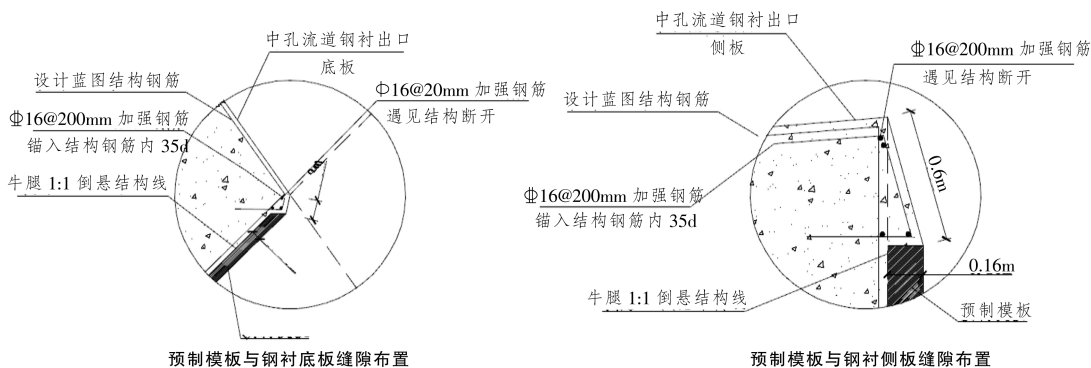 中孔流道钢衬出口
底板
设计蓝图结构钢筋
Φ16@20mm 加强钢筋
遇见结构断开
Φ16@200mm 加强钢筋
锚入结构钢筋内 35d
牛腿 1:1 倒悬结构线
预制模板与钢衬底板缝隙布置
中孔流道钢衬出口
侧板
Φ16@200mm 加强钢筋
遇见结构断开
设计蓝图结构钢筋
0.6m
Φ16@200mm 加强钢筋
锚入结构钢筋内 35d
0.16m
牛腿 1:1 倒悬结构线
预制模板
预制模板与钢衬侧板缝隙布置